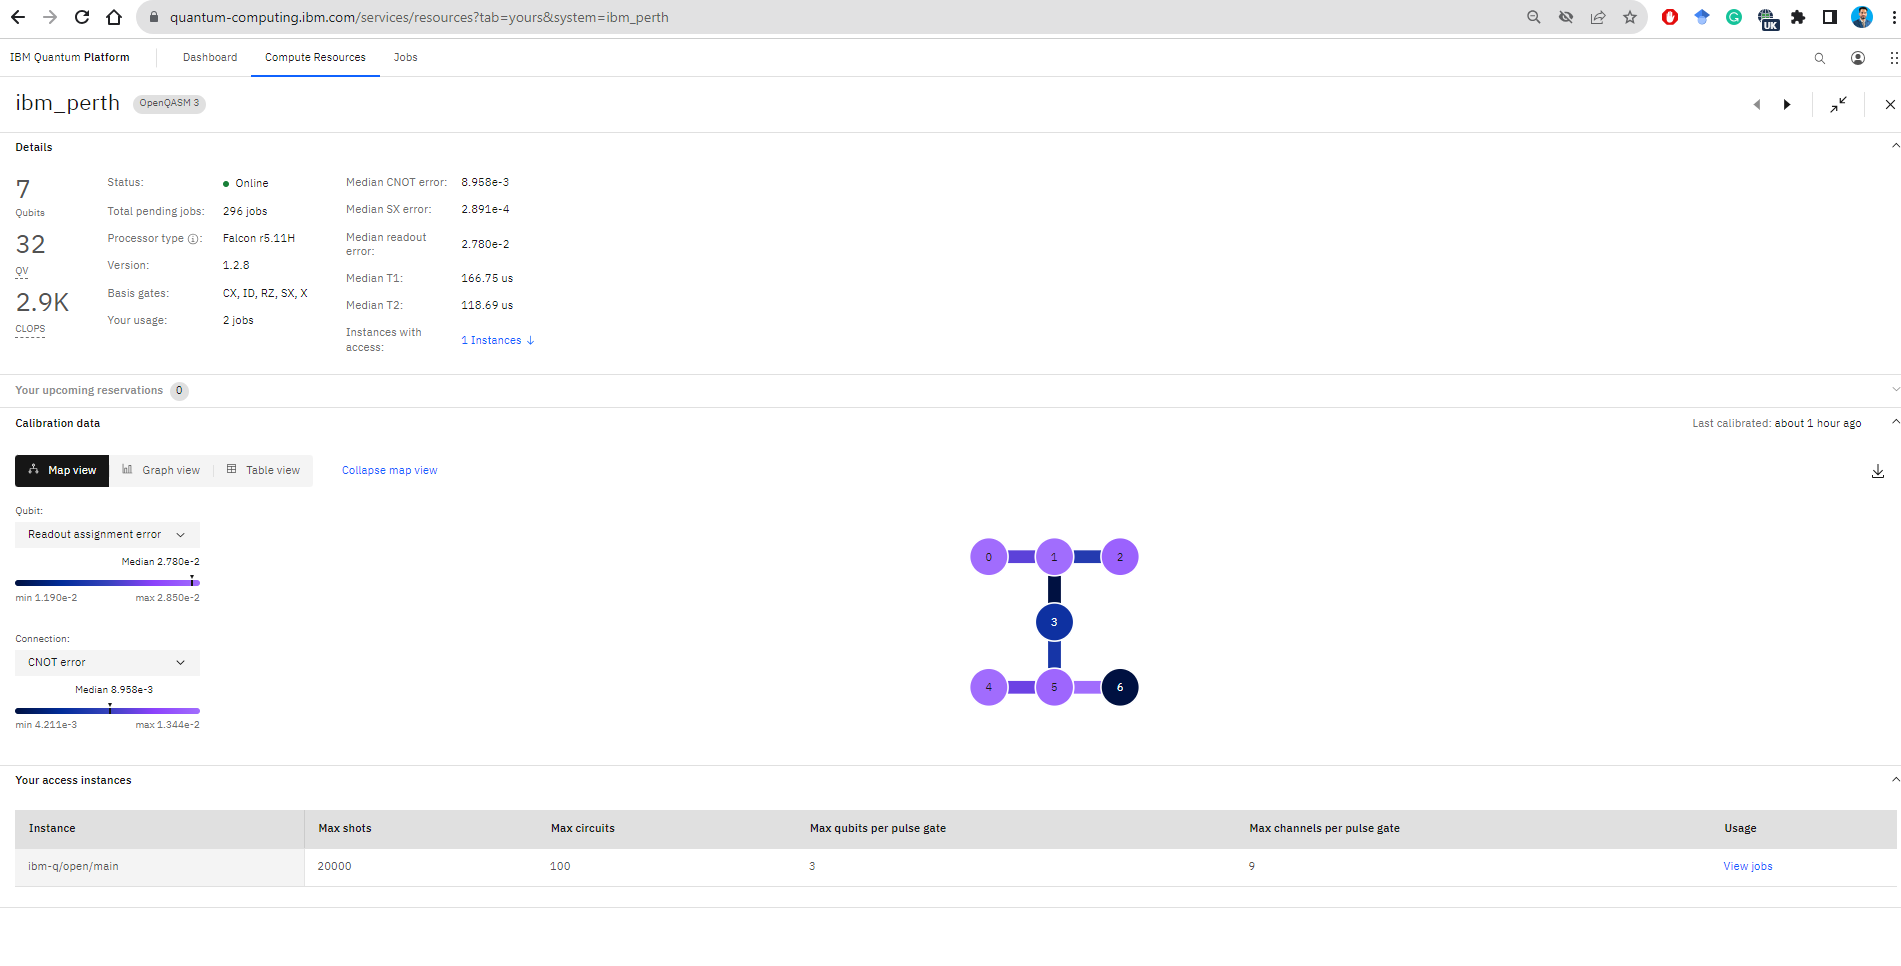 quantum-computing.ibm.com/services/resources?tab=yours&system=ibm_perth
UK
IBM Quantum Platform
Dashboard
Compute Resources
Jobs
ibm_perth
OpenQASM 3
Details
7
Qubits
32
QV
2.9K
CLOPS
Status: Online
Total pending jobs: 296 jobs
Processor type : Falcon r5.11H
Version: 1.2.8
Basis gates: CX, ID, RZ, SX, X
Your usage: 2 jobs
Median CNOT error: 8.958e-3
Median SX error: 2.891e-4
Median readout
error: 2.780e-2
Median T1: 166.75 us
Median T2: 118.69 us
Instances with
access: 1 Instances ↓
Your upcoming reservations 0
Calibration data
Last calibrated: about 1 hour ago
Map view
Graph view
Table view
Collapse map view
Qubit:
Readout assignment error
Median 2.780e-2
min 1.190e-2 max 2.850e-2
Connection:
CNOT error
Median 8.958e-3
min 4.211e-3 max 1.344e-2
0 1 2
3
4 5 6
Your access instances
Instance Max shots Max circuits Max qubits per pulse gate Max channels per pulse gate Usage
ibm-q/open/main 20000 100 3 9 View jobs